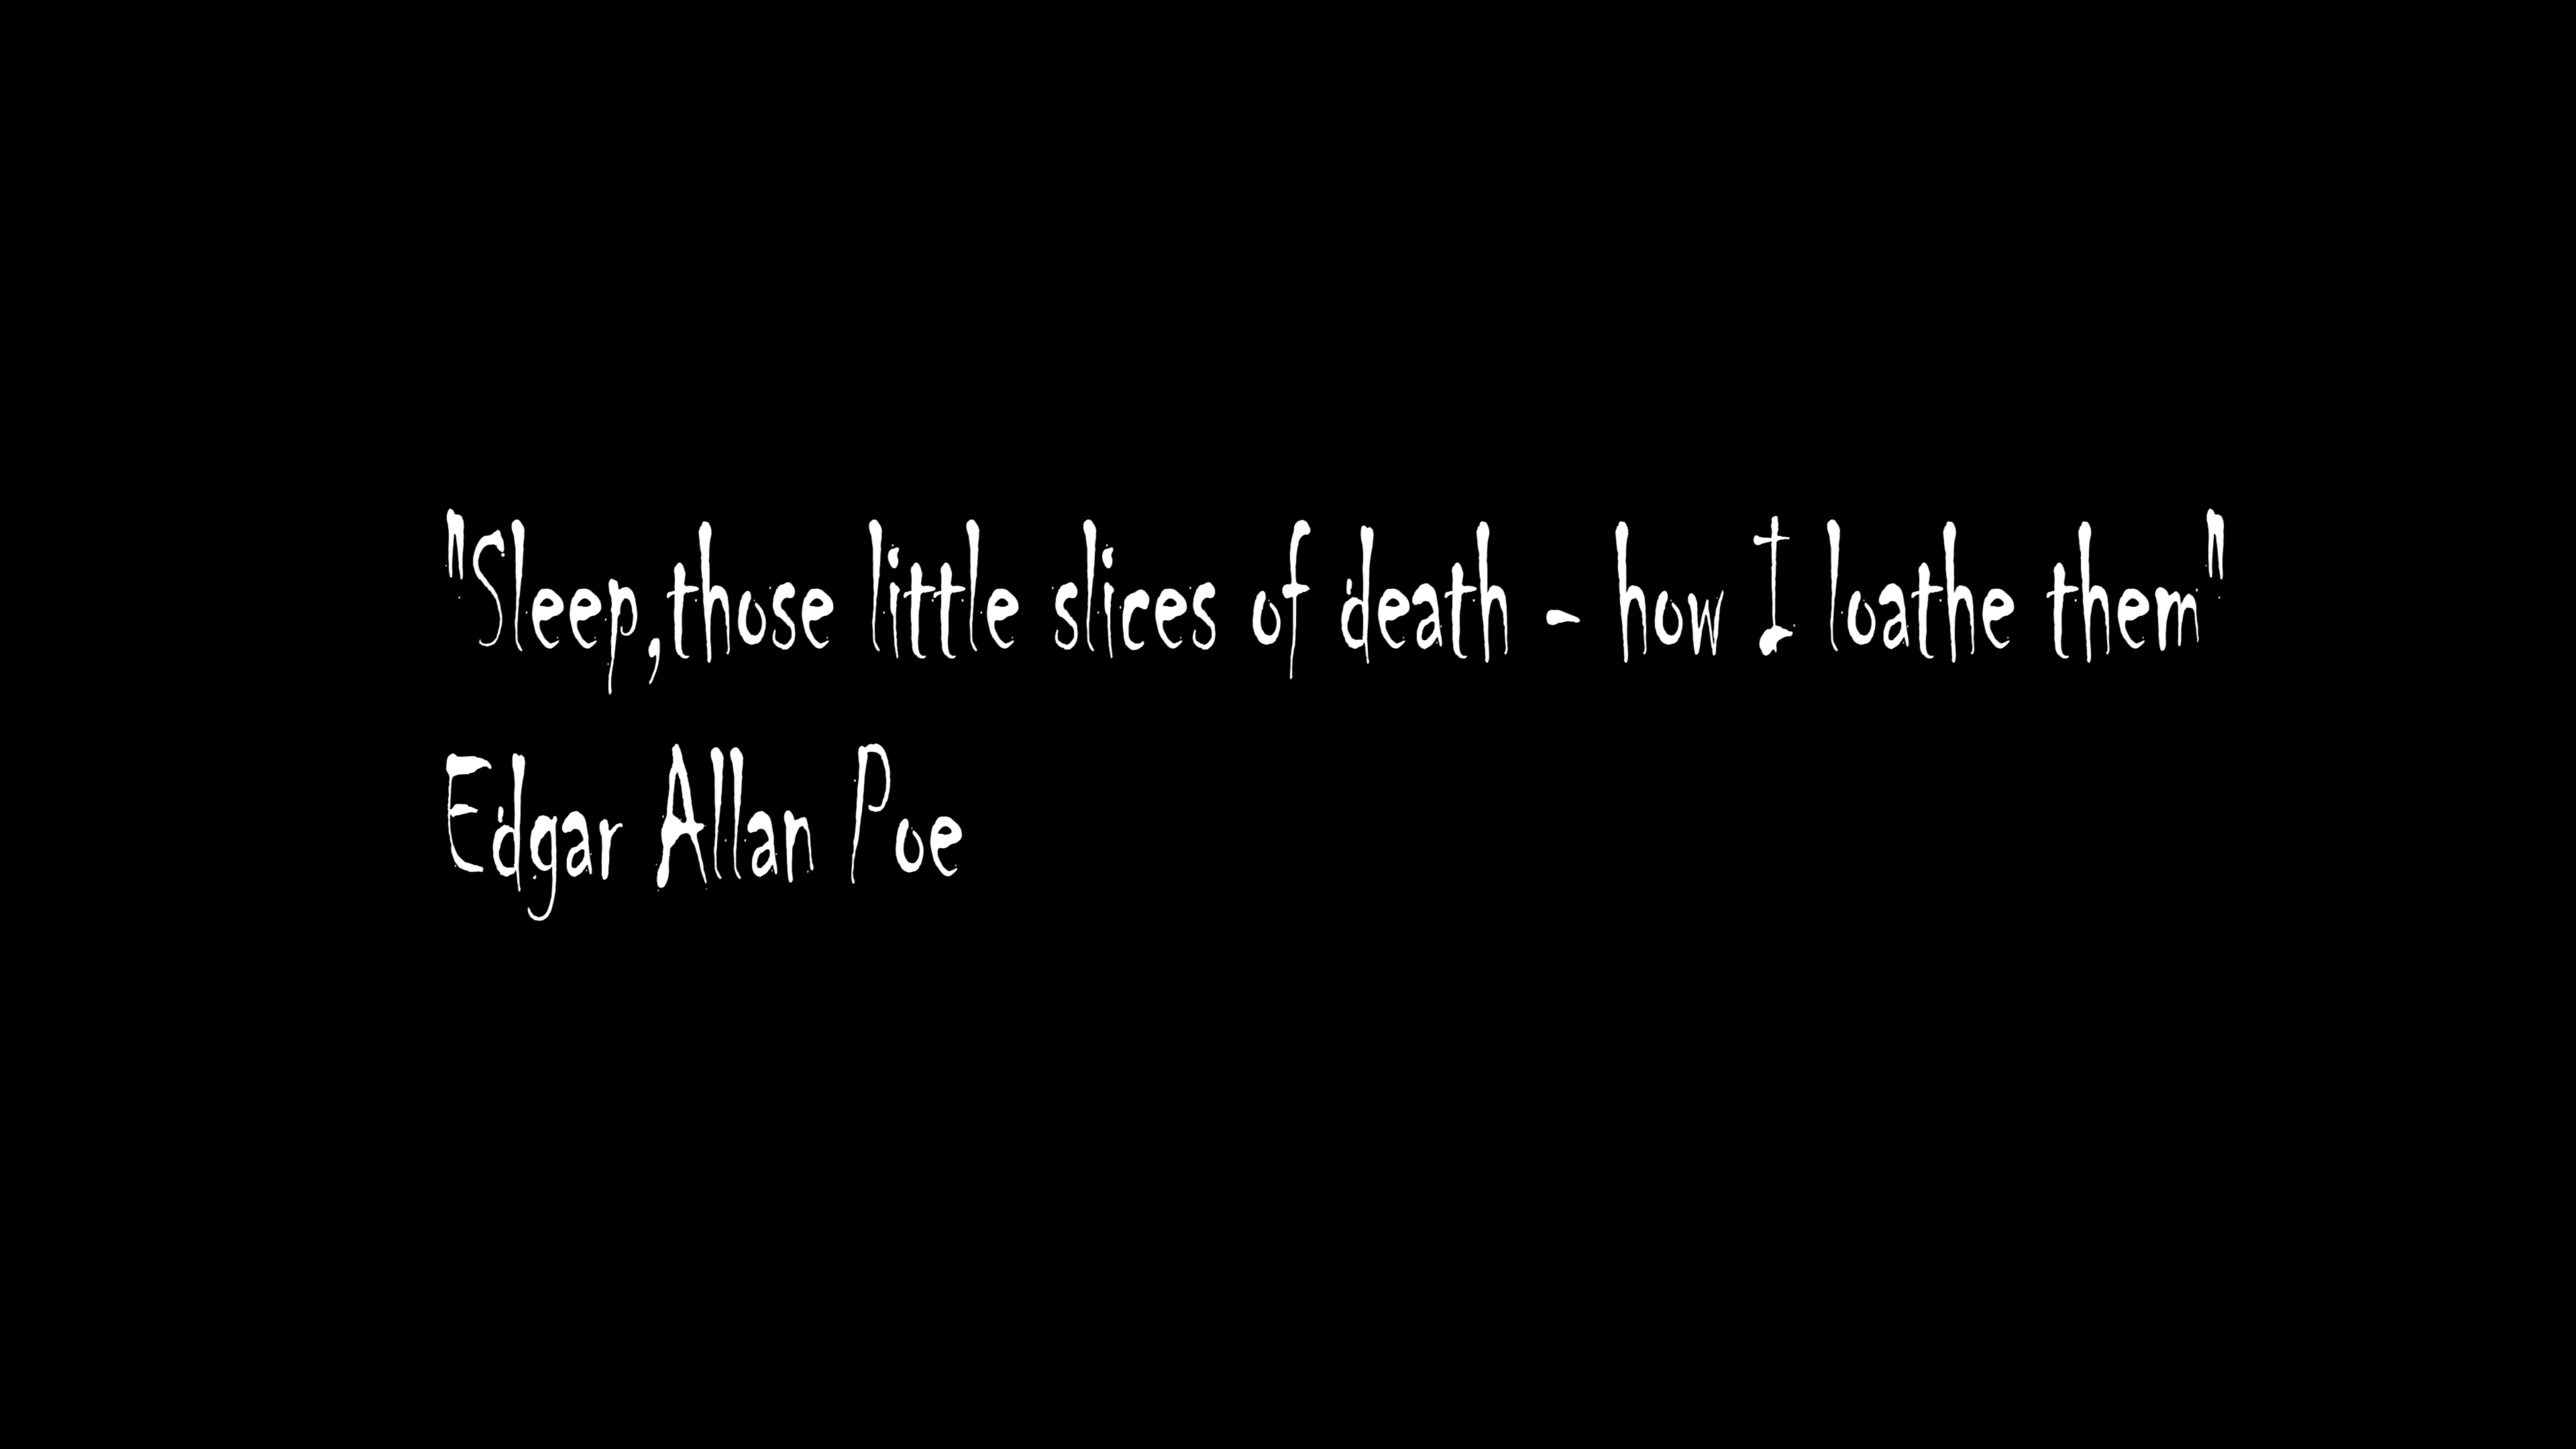 "Sleep,those little slices of death - how I loathe them"
Edgar Allan Poe